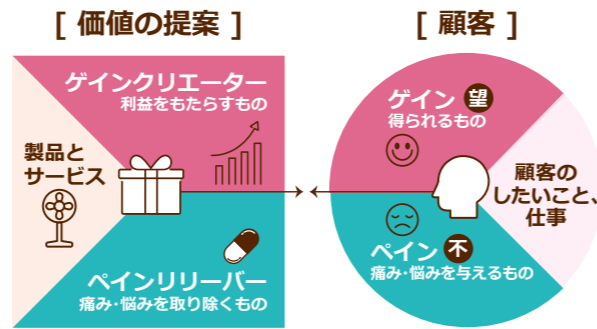 [ 価値の提案 ]
ゲインクリエーター
利益をもたらすもの
製品と
サービス
ペインリリーバー
痛み・悩みを取り除くもの
[ 顧客 ]
ゲイン 望
得られるもの
顧客の
したいこと、
仕事
ペイン 不
痛み・悩みを与えるもの